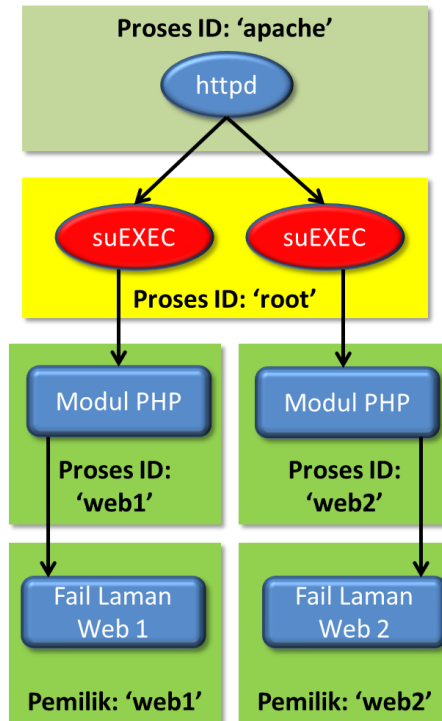 Proses ID: ‘apache’
httpd
suEXEC
suEXEC
Proses ID: ‘root’
Modul PHP
Modul PHP
Proses ID:
‘web1’
Proses ID:
‘web2’
Fail Laman
Web 1
Fail Laman
Web 2
Pemilik: ‘web1’
Pemilik: ‘web2’